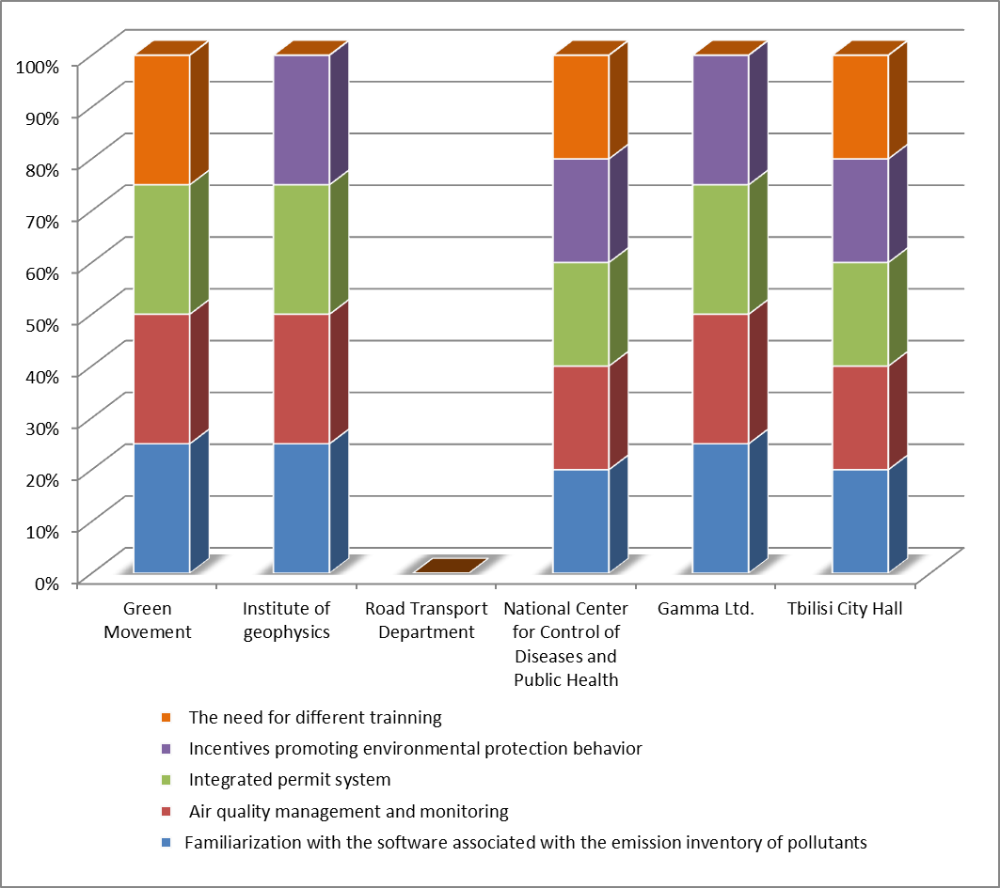 100%
90%
80%
70%
60%
50%
40%
30%
20%
10%
0%
Green
Movement
Institute of
geophysics
Road Transport
Department
National Center
for Control of
Diseases and
Public Health
Gamma Ltd.
Tbilisi City Hall
The need for different trainning
Incentives promoting environmental protection behavior
Integrated permit system
Air quality management and monitoring
Familiarization with the software associated with the emission inventory of pollutants